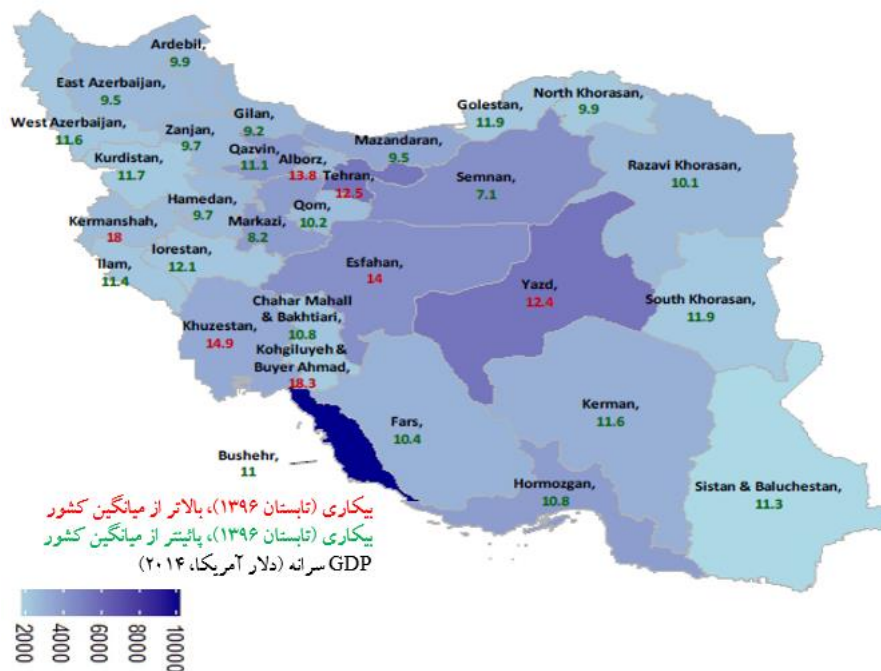 Ardebil,
9.9
East Azerbaijan,
9.5
West Azerbaijan,
11.6
Zanjan,
9.7
Gilan,
9.2
Qazvin,
11.1
Alborz,
13.8
Mazandaran,
9.5
Tehran,
12.5
Golestan,
11.9
North Khorasan,
9.9
Semnan,
7.1
Razavi Khorasan,
10.1
Kurdistan,
11.7
Hamedan,
9.7
Qom,
10.2
Markazi,
8.2
Kermanshah,
18
lorestan,
12.1
Ilam,
11.4
Esfahan,
14
Yazd,
12.4
South Khorasan,
11.9
Chahar Mahall
& Bakhtiari,
10.8
Khuzestan,
14.9
Kohgiluyeh &
Buyer Ahmad,
18.3
Fars,
10.4
Kerman,
11.6
Bushehr,
11
Hormozgan,
10.8
Sistan & Baluchestan,
11.3
بیکاری (تابستان ۱۳۹۶)، بالاتر از میانگین کشور
بیکاری (تابستان ۱۳۹۶)، پائینتر از میانگین کشور
GDP سرانه (دلار آمریکا، ۲۰۱۴)
2000
4000
6000
8000
10000